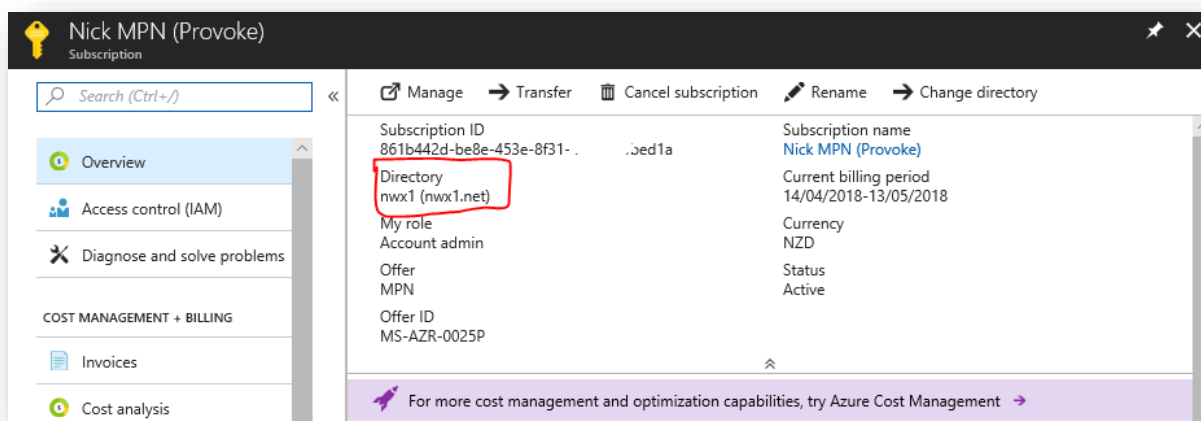 Nick MPN (Provoke)
Subscription
Search (Ctrl+/)
Overview
Access control (IAM)
Diagnose and solve problems
COST MANAGEMENT + BILLING
Invoices
Cost analysis
Manage Transfer Cancel subscription Rename Change directory
Subscription ID
861b442d-be8e-453e-8f31- bed1a
Directory
nwx1 (nwx1.net)
My role
Account admin
Offer
MPN
Offer ID
MS-AZR-0025P
Subscription name
Nick MPN (Provoke)
Current billing period
14/04/2018-13/05/2018
Currency
NZD
Status
Active
For more cost management and optimization capabilities, try Azure Cost Management